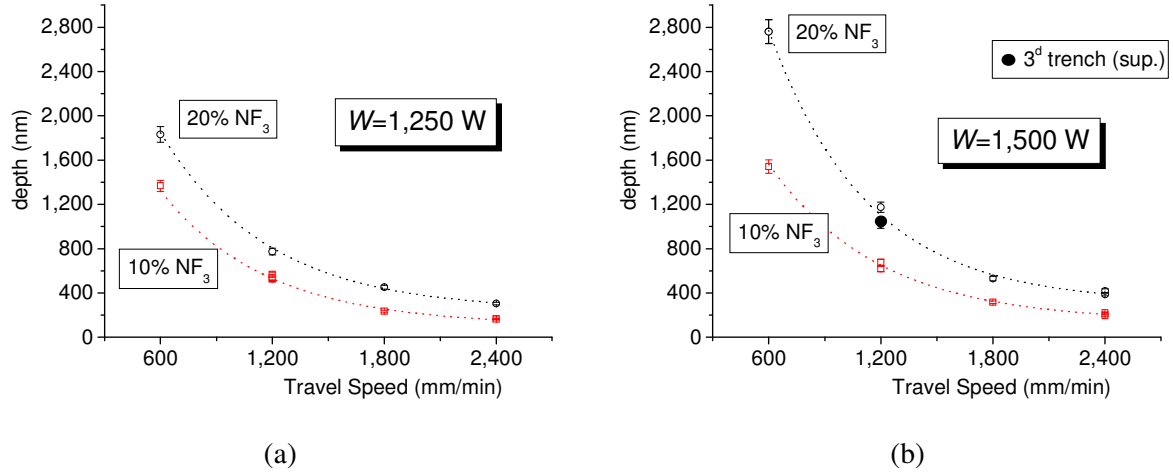 2,800
2,400
2,000
1,600
1,200
800
400
0
depth (nm)
20% NF3
W=1,250 W
10% NF3
600 1,200 1,800 2,400
Travel Speed (mm/min)
(a)
2,800
2,400
2,000
1,600
1,200
800
400
0
depth (nm)
20% NF3
3d trench (sup.)
W=1,500 W
10% NF3
600 1,200 1,800 2,400
Travel Speed (mm/min)
(b)